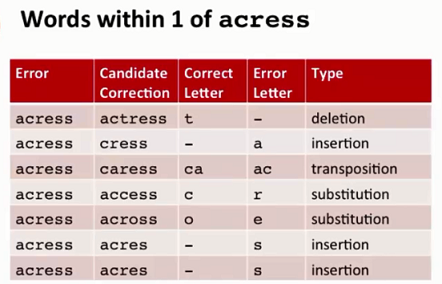 Words within 1 of acress
Error Candidate Correction Correct Letter Error Letter Type
acress actress t - deletion
acress cress - a insertion
acress caress ca ac transposition
acress access c r substitution
acress across o e substitution
acress acres - s insertion
acress acres - s insertion